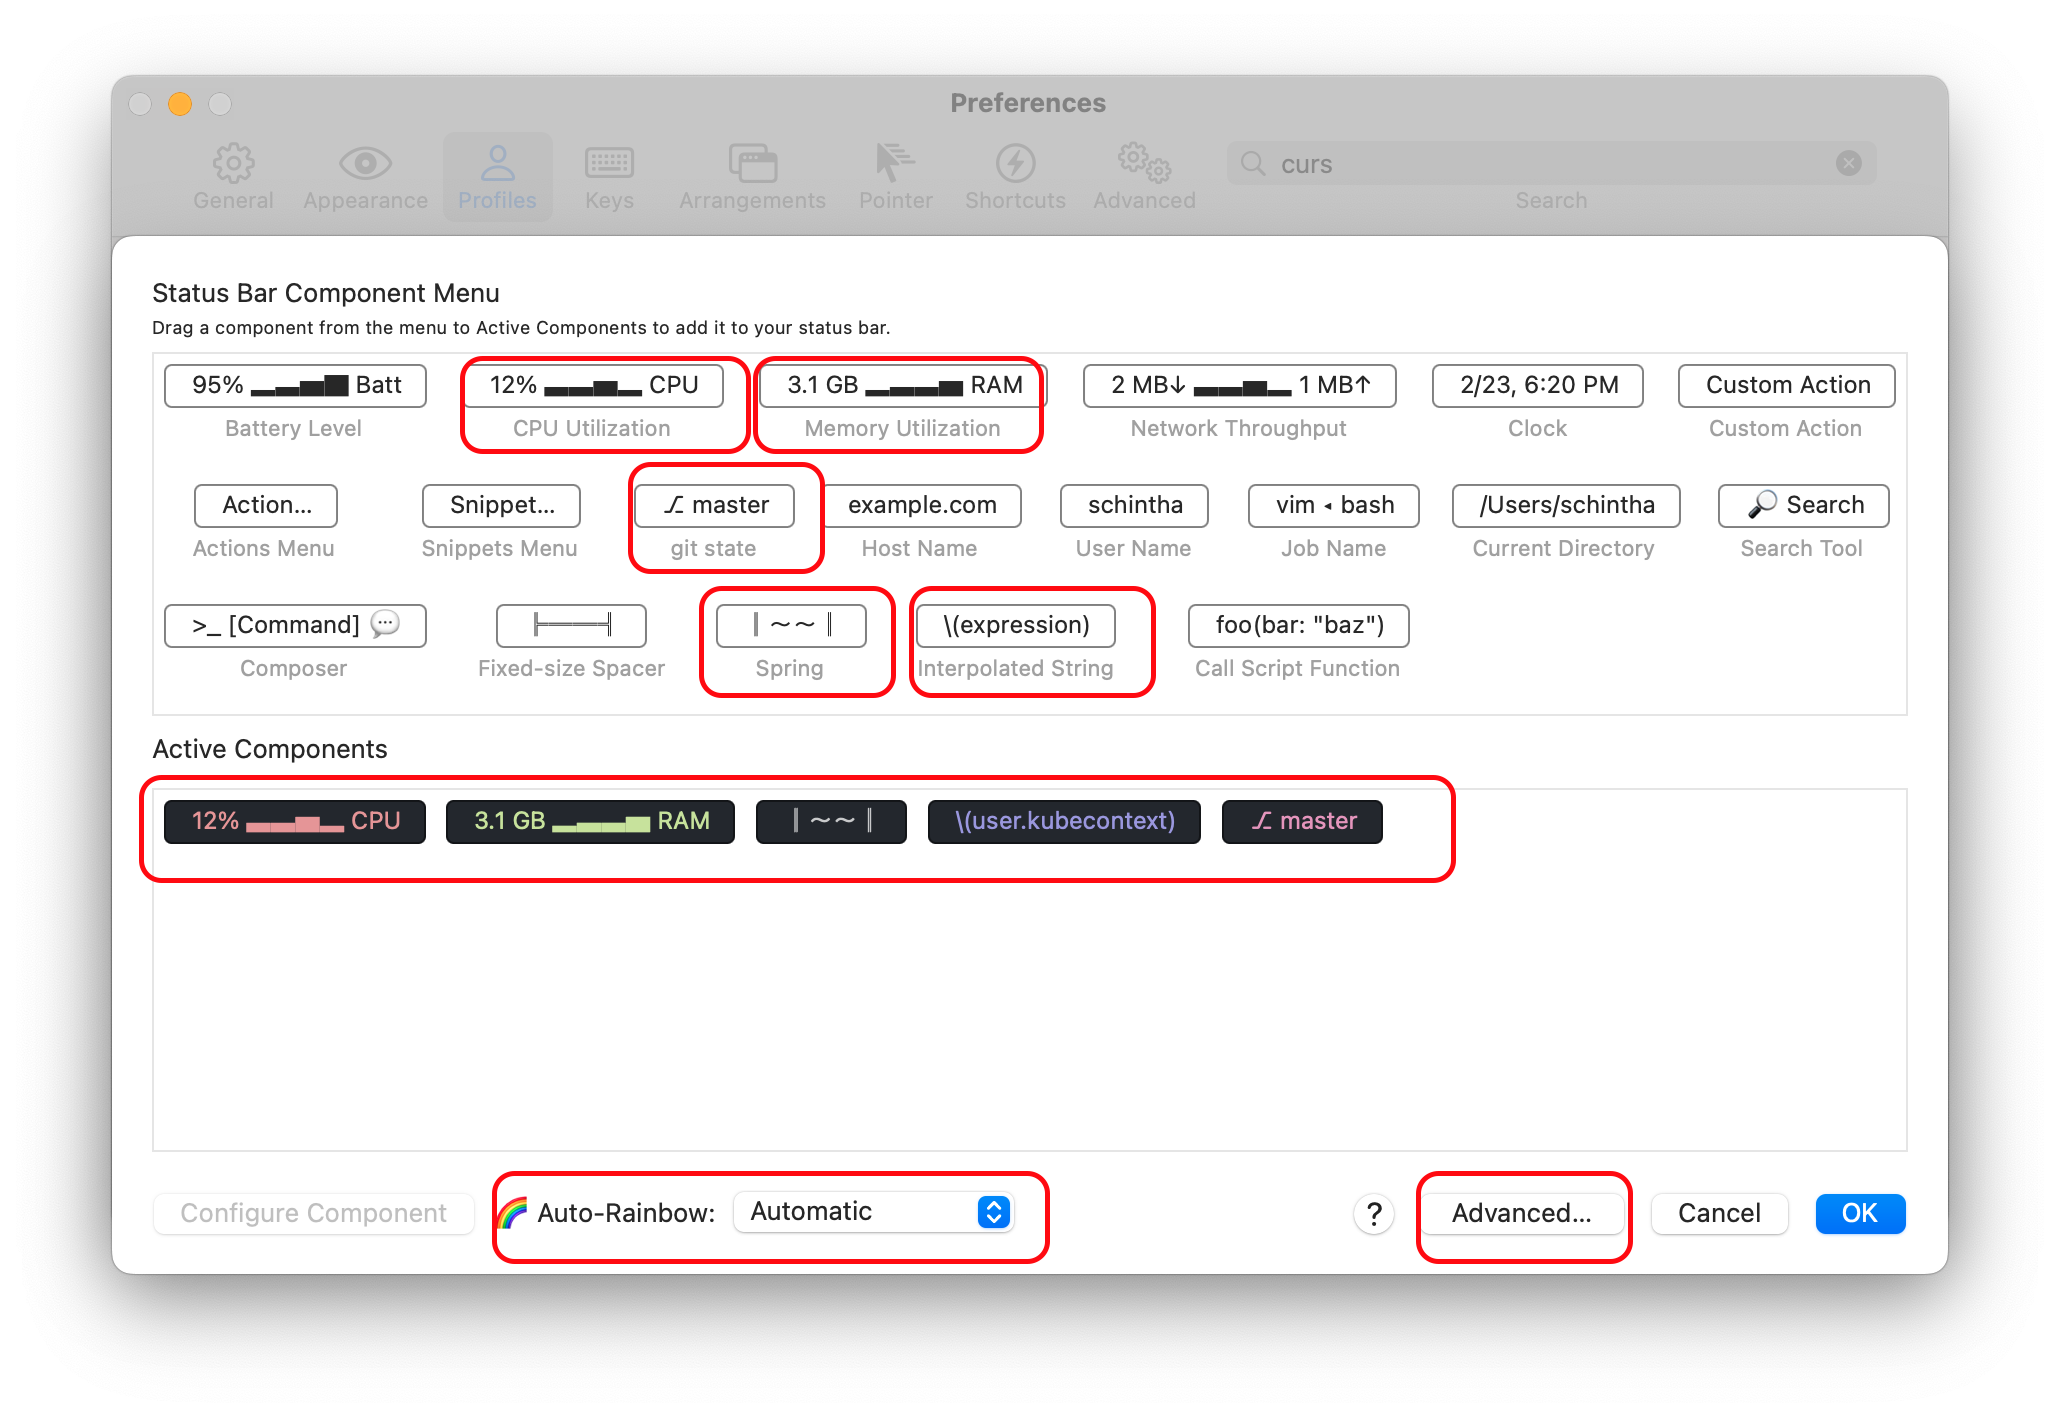 Preferences
General Appearance Profiles Keys Arrangements Pointer Shortcuts Advanced
curs
Search
Status Bar Component Menu
Drag a component from the menu to Active Components to add it to your status bar.
95% Batt 12% CPU 3.1 GB RAM 2 MB↓ 1 MB↑ 2/23, 6:20 PM Custom Action
Battery Level CPU Utilization Memory Utilization Network Throughput Clock Custom Action
Action... Snippet... master example.com schintha vim ◂ bash /Users/schintha Search
Actions Menu Snippets Menu git state Host Name User Name Job Name Current Directory Search Tool
>_ [Command] \(expression) foo(bar: "baz")
Composer Fixed-size Spacer Spring Interpolated String Call Script Function
Active Components
12% CPU 3.1 GB RAM \(user.kubecontext) master
Configure Component Auto-Rainbow: Automatic ? Advanced... Cancel OK